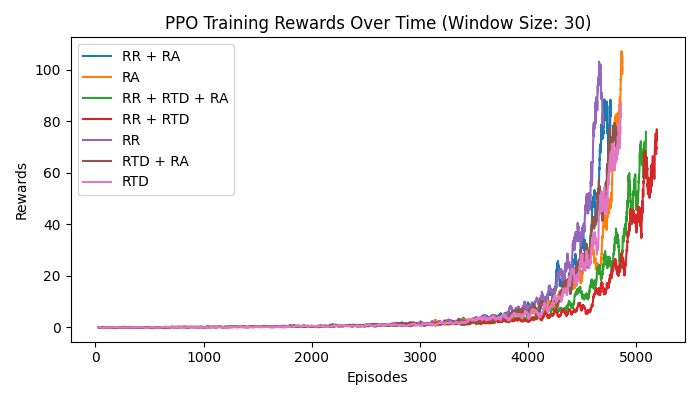 PPO Training Rewards Over Time (Window Size: 30)
RR + RA
RA
RR + RTD + RA
RR + RTD
RR
RTD + RA
RTD
Rewards
100
80
60
40
20
0
0 1000 2000 3000 4000 5000
Episodes